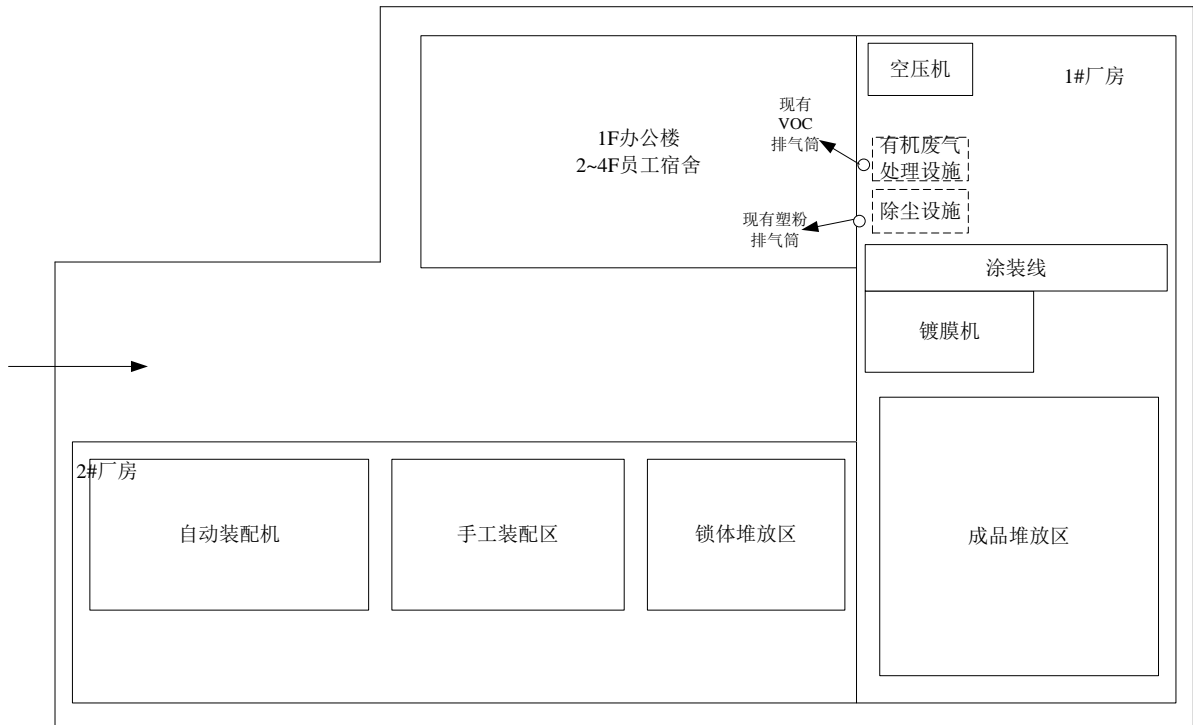 空压机
1#厂房
现有
VOC
排气筒
1F办公楼
2~4F员工宿舍
有机废气
处理设施
除尘设施
现有塑粉
排气筒
涂装线
镀膜机
2#厂房
自动装配机
手工装配区
锁体堆放区
成品堆放区